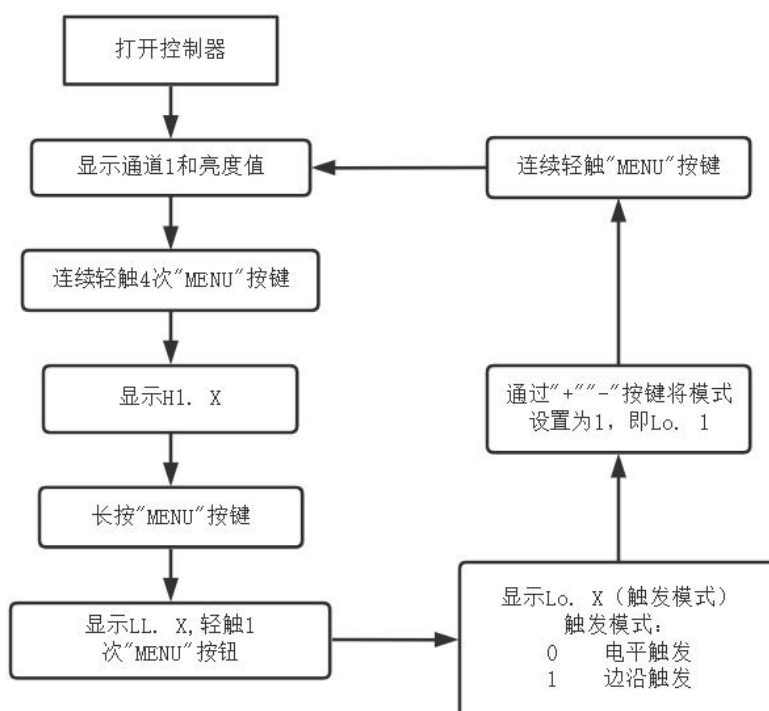 打开控制器
显示通道1和亮度值
连续轻触4次"MENU"按键
显示H1. X
长按"MENU"按键
显示LL. X,轻触1
次"MENU"按钮
显示Lo. X（触发模式）
触发模式：
0 电平触发
1 边沿触发
通过"+""-"按键将模式
设置为1，即Lo. 1
连续轻触"MENU"按键